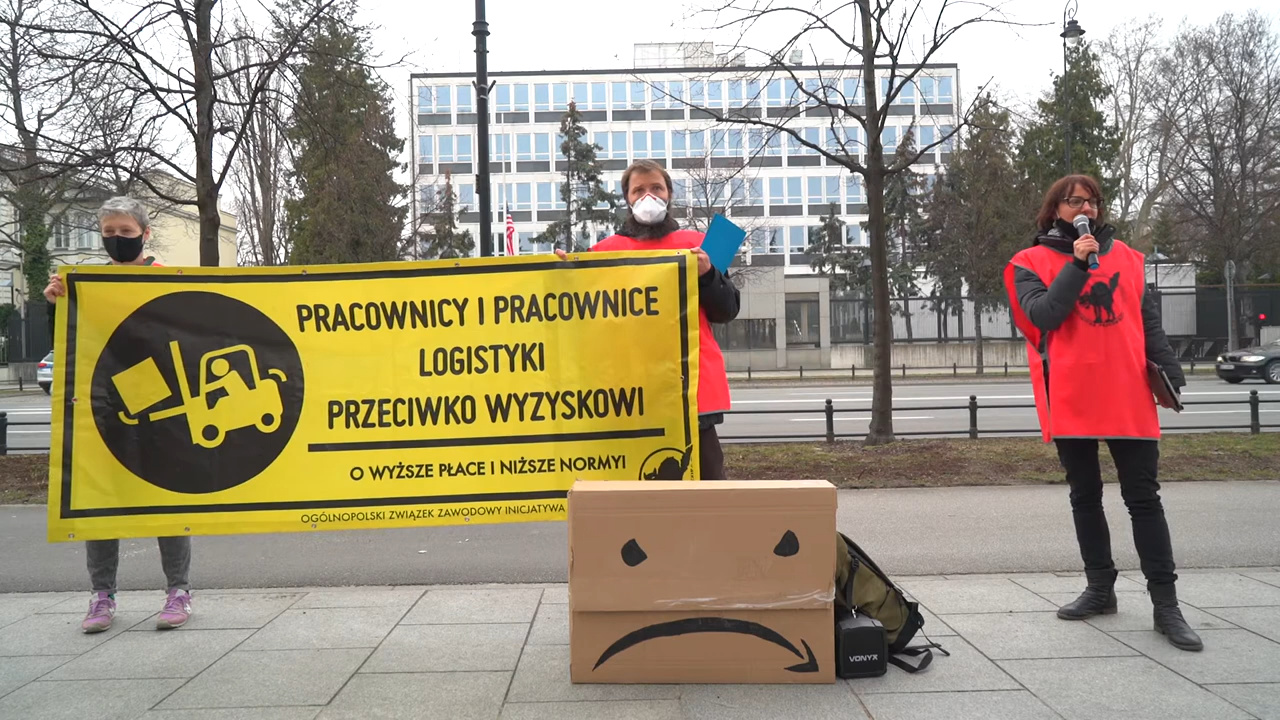 PRACOWNICY I PRACOWNICE
LOGISTYKI
PRZECIWKO WYZYSKOWI
O WYŻSZE PŁACE I NIŻSZE NORMY!
OGÓLNOPOLSKI ZWIĄZEK ZAWODOWY INICJATYWA
VONYX